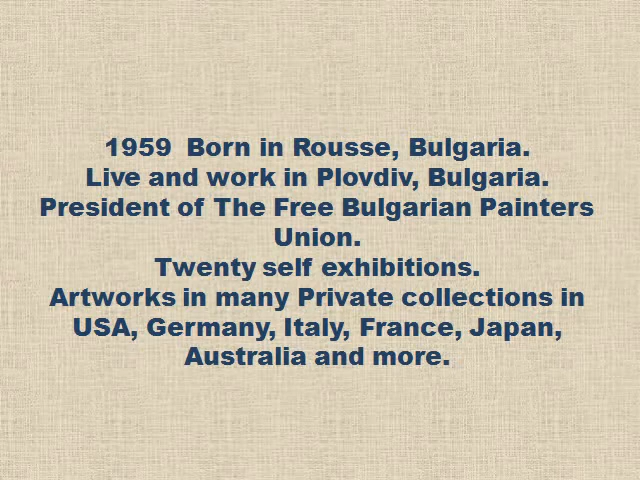 1959  Born in Rousse, Bulgaria.
Live and work in Plovdiv, Bulgaria.
President of The Free Bulgarian Painters
Union.
Twenty self exhibitions.
Artworks in many Private collections in
USA, Germany, Italy, France, Japan,
Australia and more.